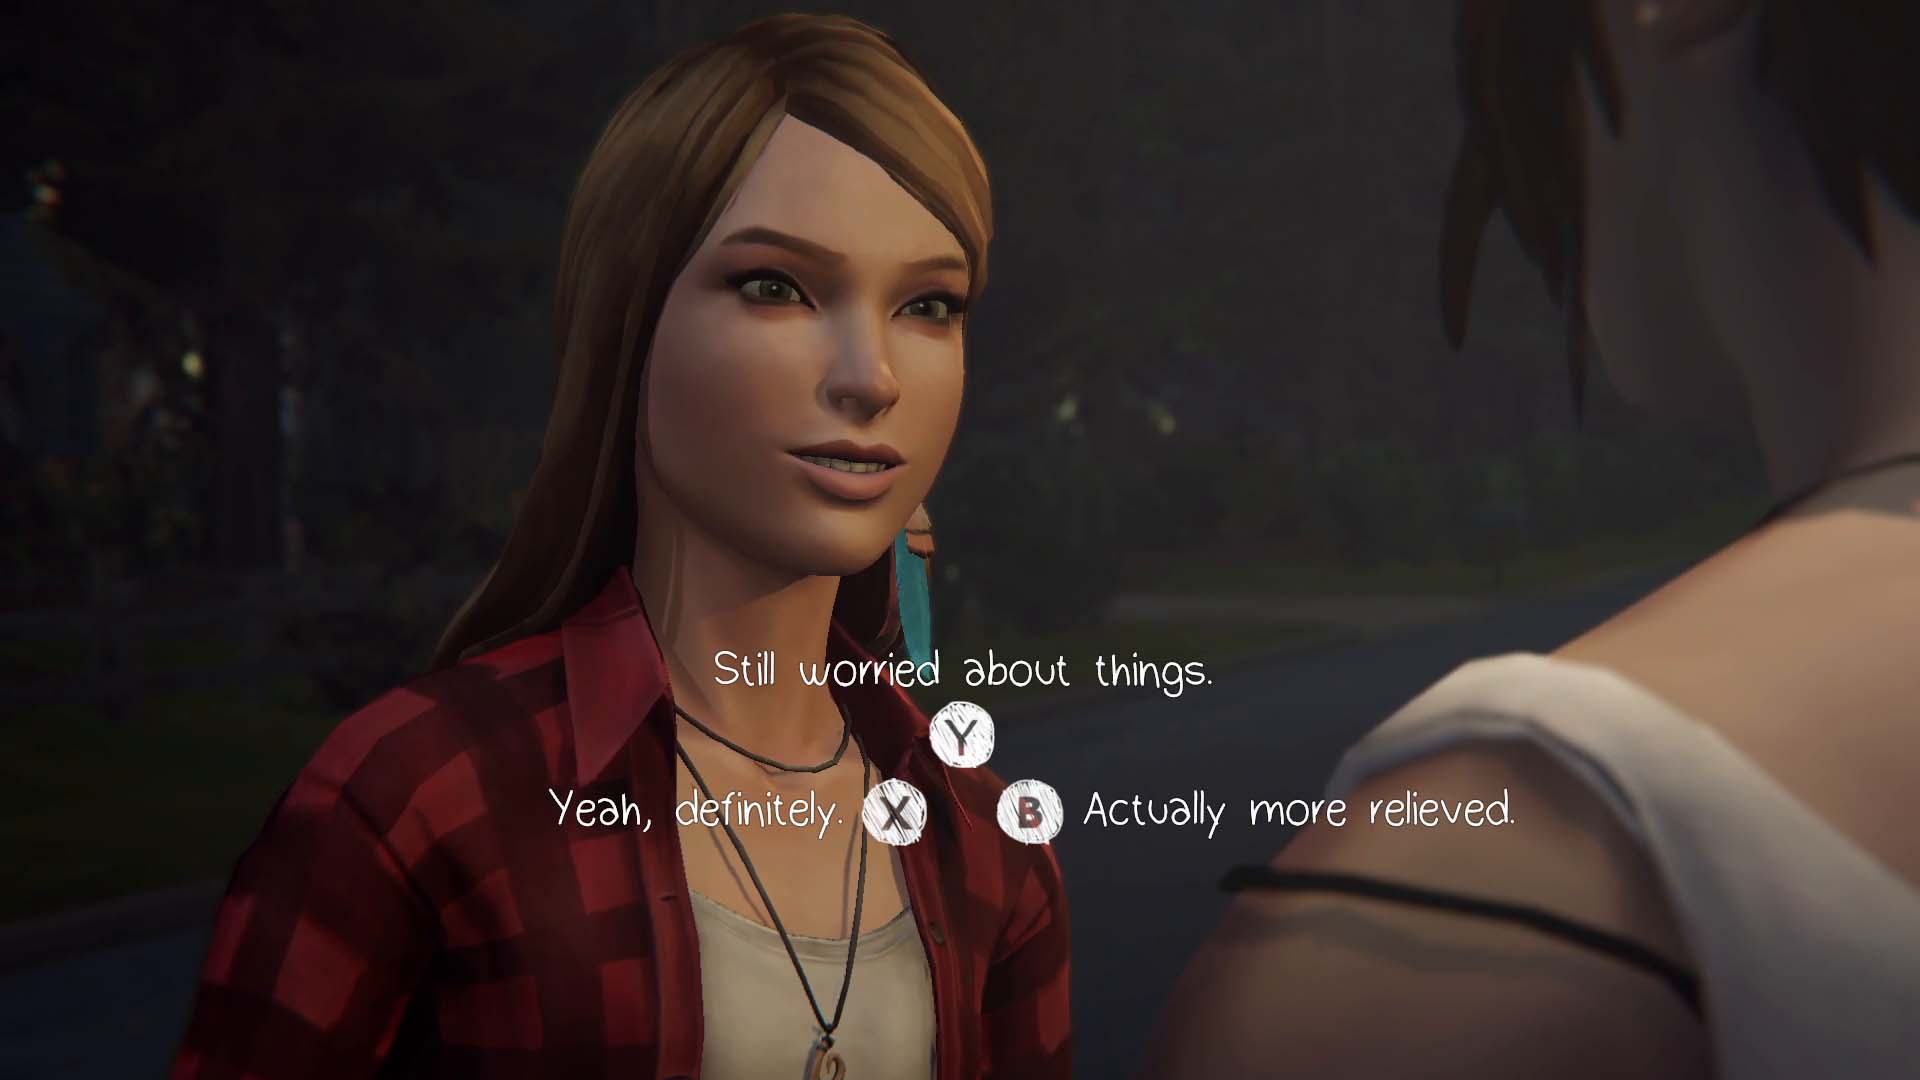 Still worried about things.
Y
Yeah, definitely. X B Actually more relieved.